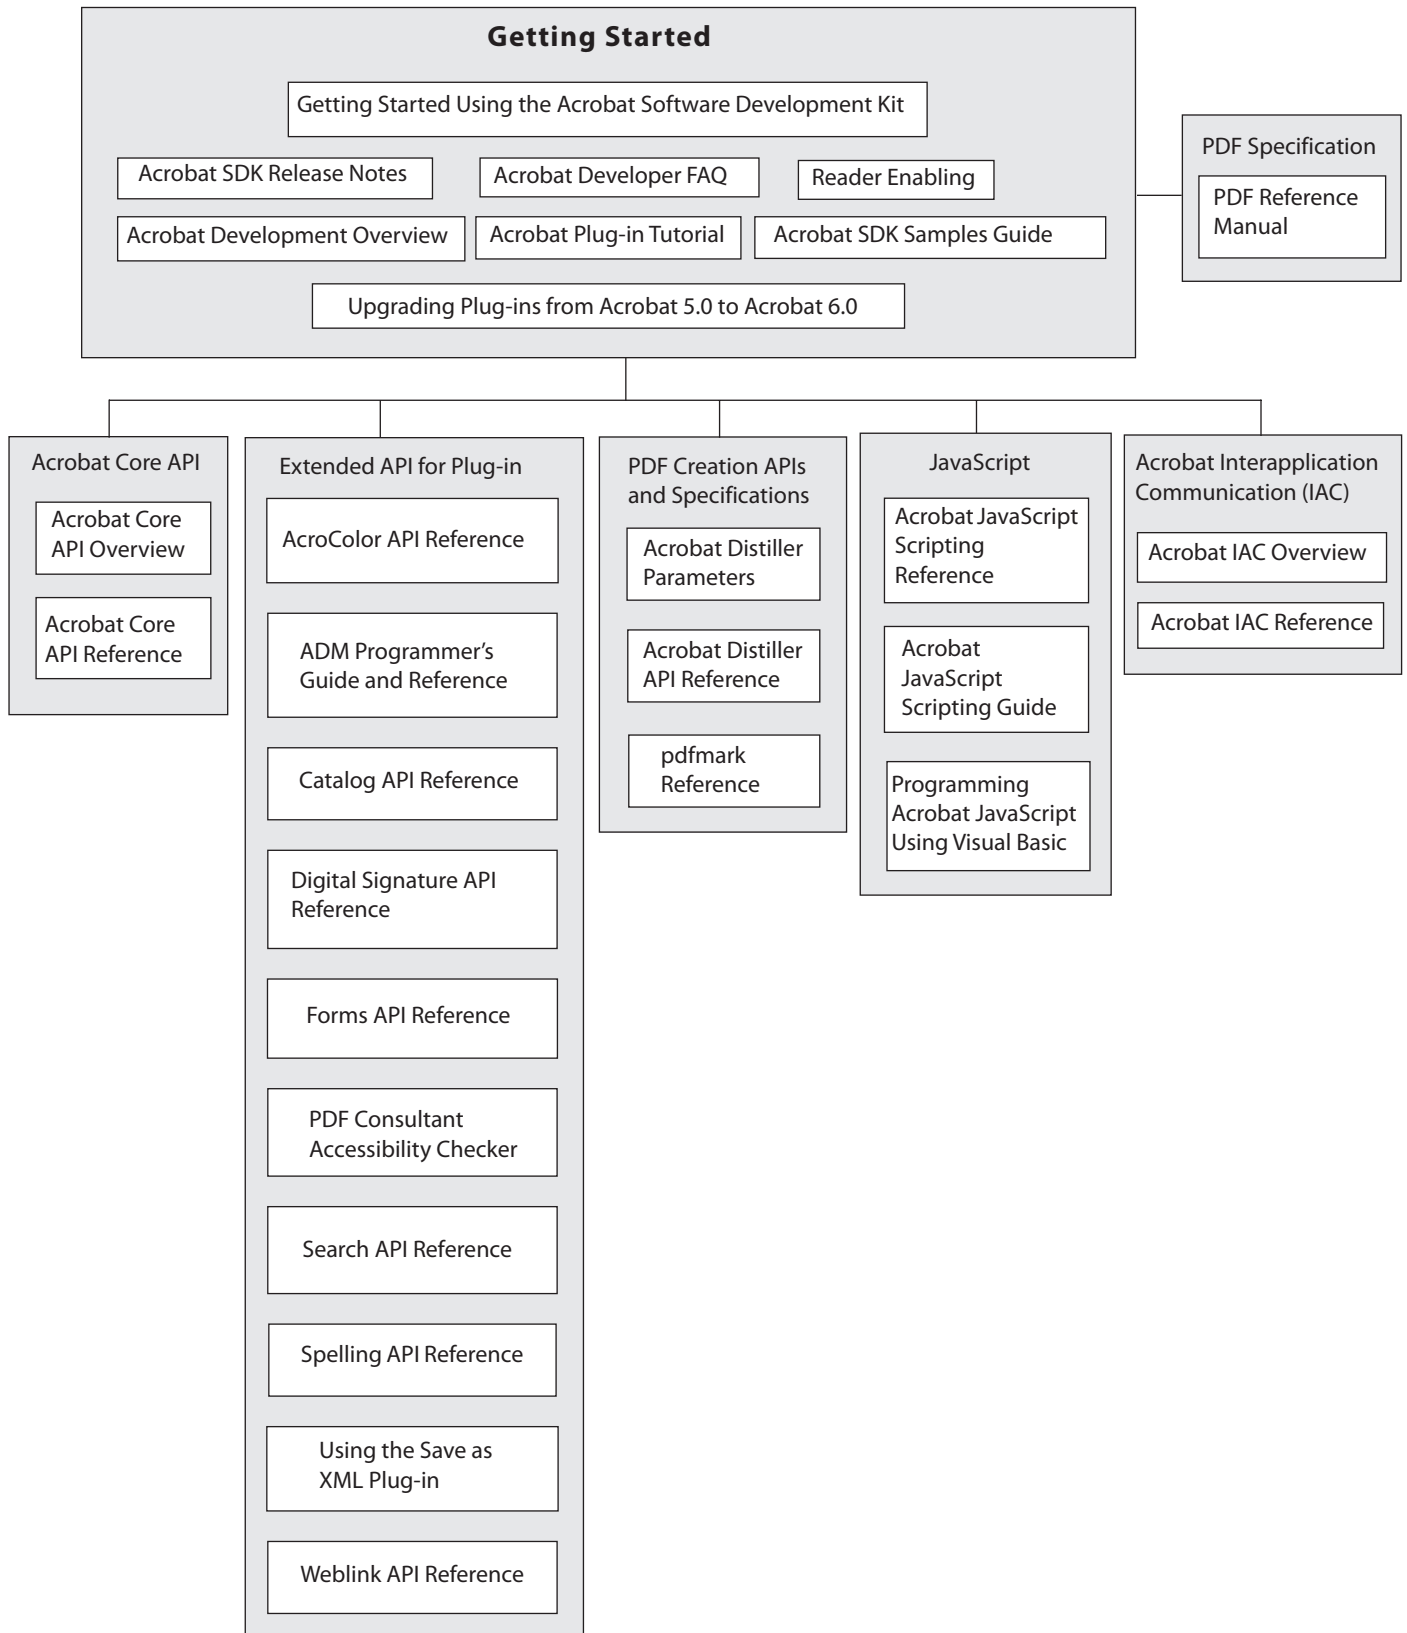 Getting Started
Getting Started Using the Acrobat Software Development Kit
Acrobat SDK Release Notes
Acrobat Developer FAQ
Reader Enabling
Acrobat Development Overview
Acrobat Plug-in Tutorial
Acrobat SDK Samples Guide
Upgrading Plug-ins from Acrobat 5.0 to Acrobat 6.0
PDF Specification
PDF Reference
Manual
Acrobat Core API
Acrobat Core
API Overview
Acrobat Core
API Reference
Extended API for Plug-in
AcroColor API Reference
ADM Programmer’s
Guide and Reference
Catalog API Reference
Digital Signature API
Reference
Forms API Reference
PDF Consultant
Accessibility Checker
Search API Reference
Spelling API Reference
Using the Save as
XML Plug-in
Weblink API Reference
PDF Creation APIs
and Specifications
Acrobat Distiller
Parameters
Acrobat Distiller
API Reference
pdfmark
Reference
JavaScript
Acrobat JavaScript
Scripting
Reference
Acrobat
JavaScript
Scripting Guide
Programming
Acrobat JavaScript
Using Visual Basic
Acrobat Interapplication
Communication (IAC)
Acrobat IAC Overview
Acrobat IAC Reference